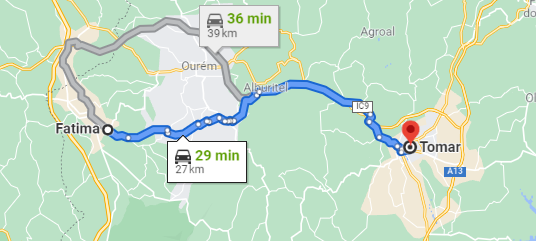 36 min
39 km
Agroal
Ourém
Alburitel
IC9
Fatima
Tomar
29 min
27 km
A13